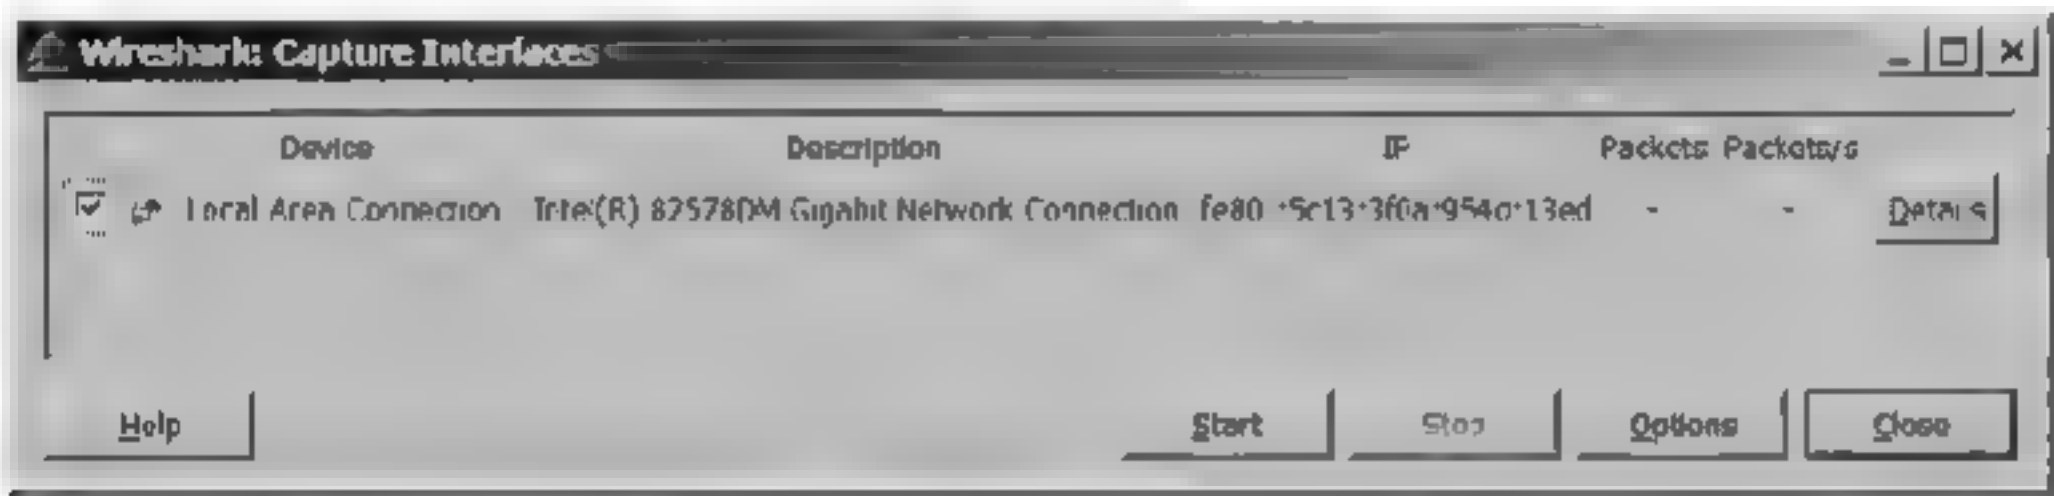 Wireshark: Capture Interfaces
Device Description IP Packets Packets/s
Local Area Connection Intel(R) 82578DM Gigabit Network Connection - - Details
Help Start Stop Options Close